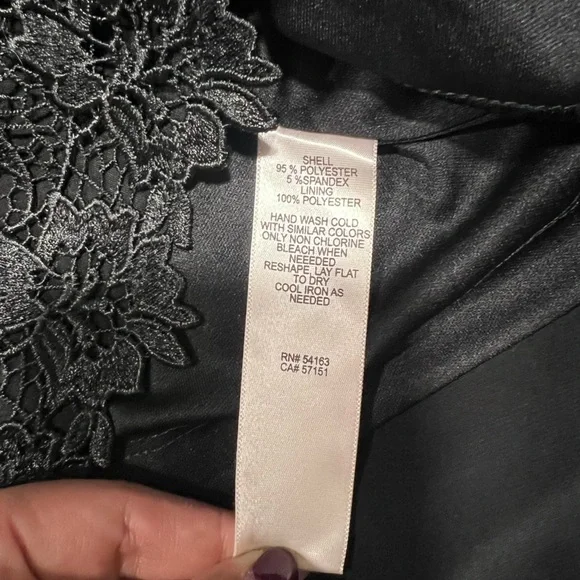 SHELL
95 % POLYESTER
5 %SPANDEX
LINING
100% POLYESTER
HAND WASH COLD
WITH SIMILAR COLORS
ONLY NON CHLORINE
BLEACH WHEN
NEEEDED
RESHAPE, LAY FLAT
TO DRY
COOL IRON AS
NEEDED
RN# 54163
CA# 57151